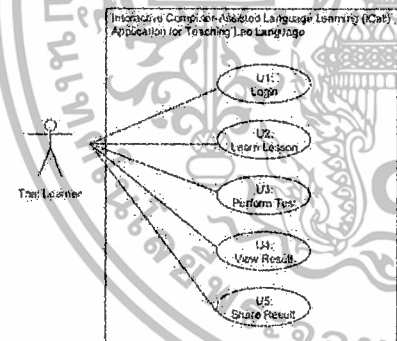 Interactive Computer-Assisted Language Learning (iCall)
Application for Teaching Lao Language
U1:
Login
U2:
Learn Lesson
U3:
Perform Test
U4:
View Result
U5:
Share Result
Thai Learner